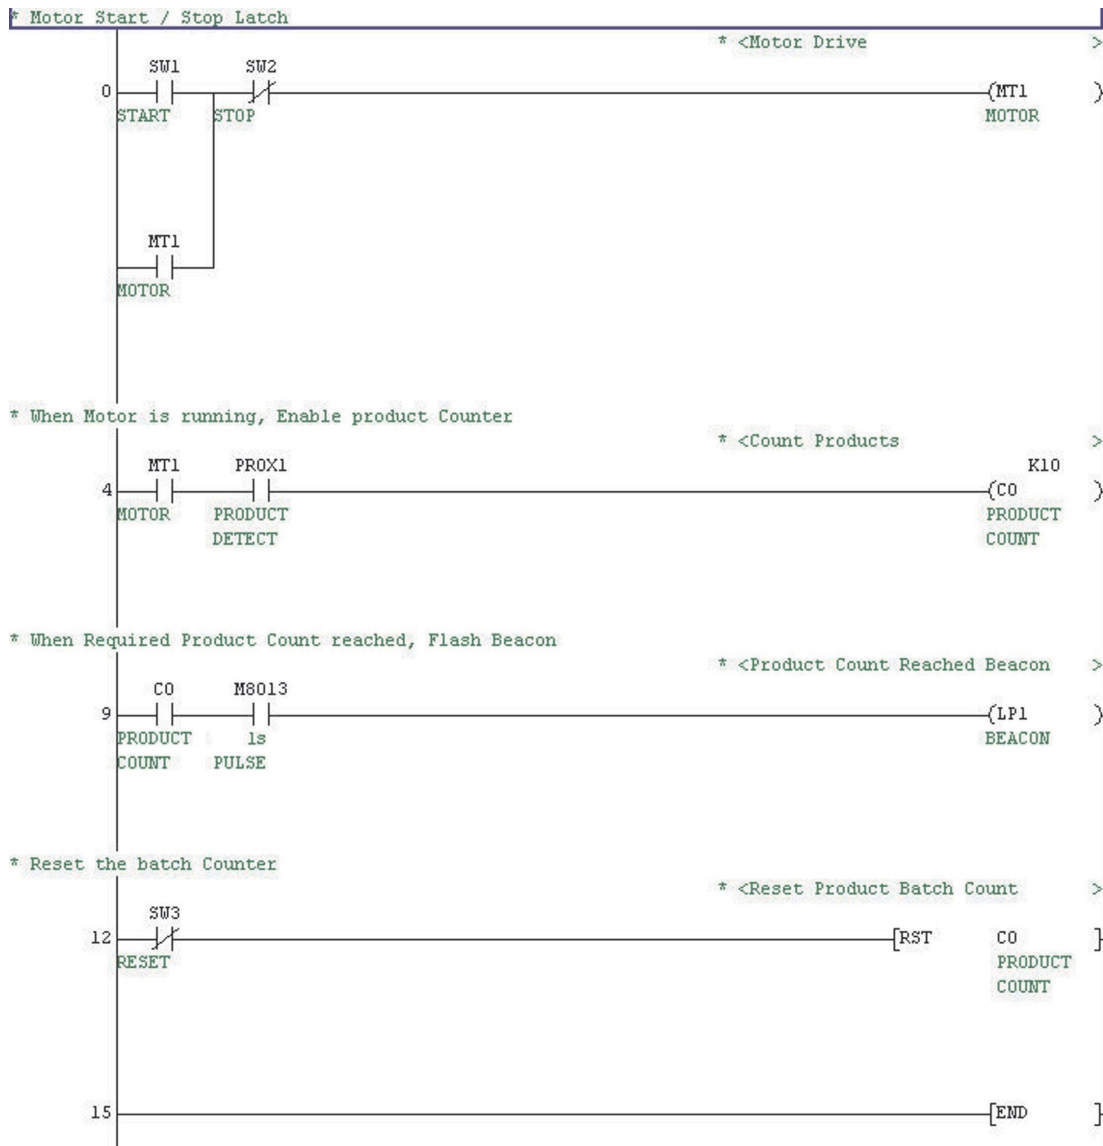 * Motor Start / Stop Latch
* <Motor Drive >
SW1 SW2
0 (MT1 )
START STOP MOTOR
MT1
MOTOR
* When Motor is running, Enable product Counter
* <Count Products >
MT1 PROX1 K10
4 (C0 )
MOTOR PRODUCT PRODUCT
DETECT COUNT
* When Required Product Count reached, Flash Beacon
* <Product Count Reached Beacon >
C0 M8013
9 (LP1 )
PRODUCT 1s BEACON
COUNT PULSE
* Reset the batch Counter
* <Reset Product Batch Count >
SW3
12 [RST C0 ]
RESET PRODUCT
COUNT
15 [END ]